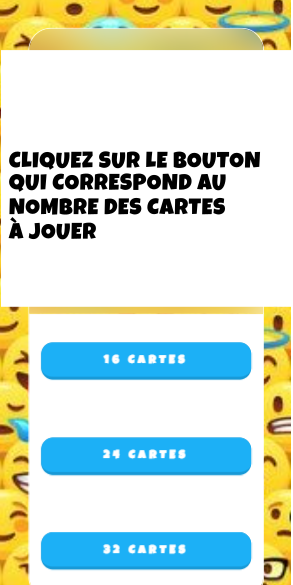 CLIQUEZ SUR LE BOUTON
QUI CORRESPOND AU
NOMBRE DES CARTES
À JOUER
16 CARTES
24 CARTES
32 CARTES